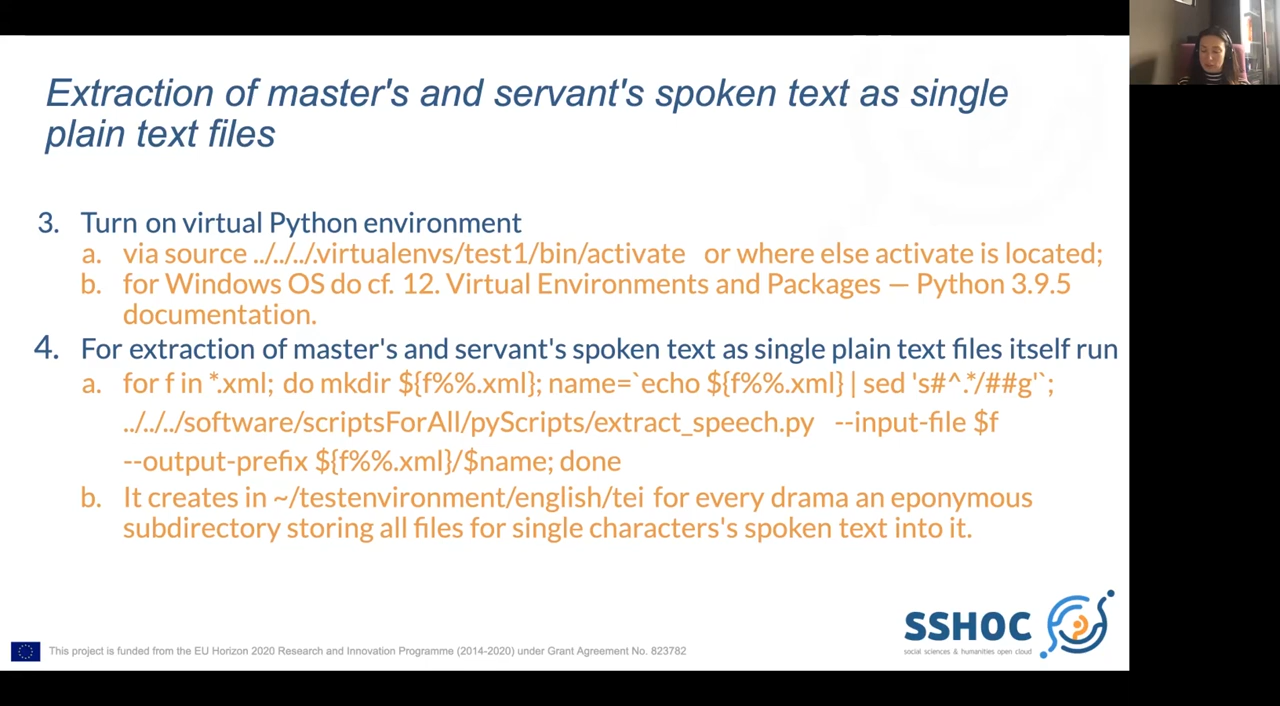 Extraction of master's and servant's spoken text as single
plain text files
3. Turn on virtual Python environment
a. via source ../../../.virtualenvs/test1/bin/activate or where else activate is located;
b. for Windows OS do cf. 12. Virtual Environments and Packages — Python 3.9.5
documentation.
4. For extraction of master's and servant's spoken text as single plain text files itself run
a. for f in *.xml; do mkdir ${f%%.xml}; name=`echo ${f%%.xml} | sed 's#^.*/##g'`;
../../../software/scriptsForAll/pyScripts/extract_speech.py --input-file $f
--output-prefix ${f%%.xml}/$name; done
b. It creates in ~/testenvironment/english/tei for every drama an eponymous
subdirectory storing all files for single characters's spoken text into it.
SSHOC
social sciences & humanities open cloud
This project is funded from the EU Horizon 2020 Research and Innovation Programme (2014-2020) under Grant Agreement No. 823782